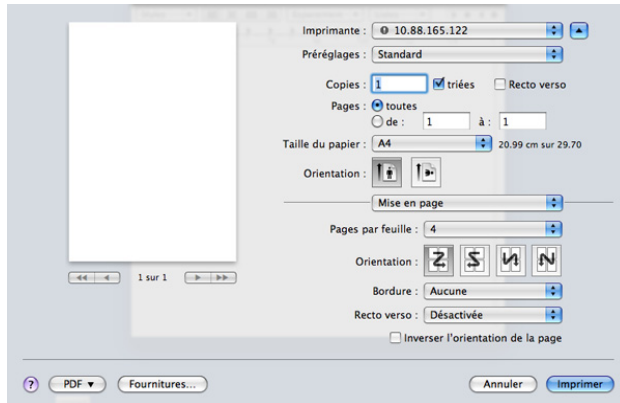 Imprimante : 10.88.165.122
Préréglages : Standard
Copies : 1 triées Recto verso
Pages : toutes
de : 1 à : 1
Taille du papier : A4 20.99 cm sur 29.70
Orientation :
Mise en page
Pages par feuille : 4
Orientation :
1 sur 1
Bordure : Aucune
Recto verso : Désactivée
Inverser l'orientation de la page
? PDF Fournitures... Annuler Imprimer